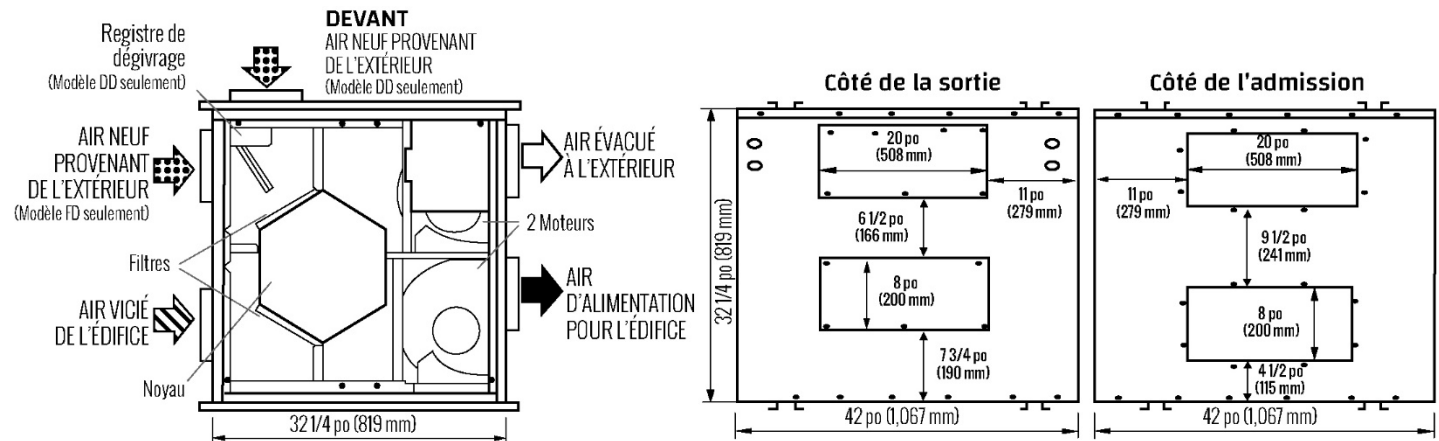 Registre de
dégivrage
(Modèle DD seulement)
DEVANT
AIR NEUF PROVENANT
DE L'EXTÉRIEUR
(Modèle DD seulement)
AIR NEUF
PROVENANT
DE L'EXTÉRIEUR
(Modèle FD seulement)
AIR ÉVACUÉ
À L'EXTÉRIEUR
2 Moteurs
Filtres
AIR VICIÉ
DE L'ÉDIFICE
AIR
D'ALIMENTATION
POUR L'ÉDIFICE
Noyau
32 1/4 po (819 mm)
Côté de la sortie
32 1/4 po (819 mm)
20 po
(508 mm)
11 po
(279 mm)
6 1/2 po
(166 mm)
8 po
(200 mm)
7 3/4 po
(190 mm)
42 po (1,067 mm)
Côté de l'admission
20 po
(508 mm)
11 po
(279 mm)
9 1/2 po
(241 mm)
8 po
(200 mm)
4 1/2 po
(115 mm)
42 po (1,067 mm)